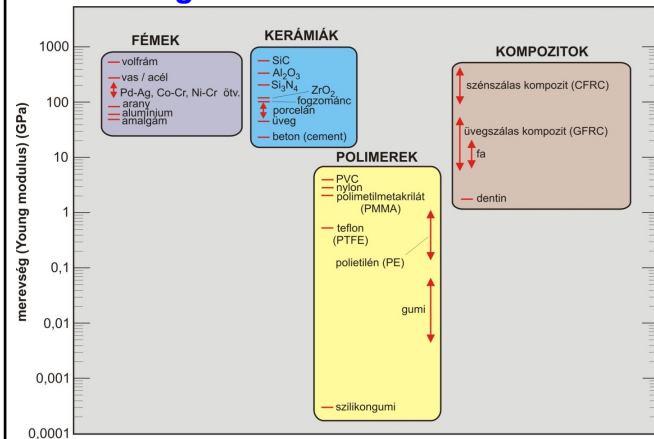 merevség (Young modulus) (GPa)
1000
100
10
1
0,1
0,01
0,001
0,0001
FÉMEK
volfrám
vas / acél
Pd-Ag, Co-Cr, Ni-Cr ötv.
arany
alumínium
amalgám
KERÁMIÁK
SiC
Al2O3
Si3N4
ZrO2
fogzománc
porcelán
üveg
beton (cement)
POLIMEREK
PVC
nylon
polimetilmetakrilát
(PMMA)
teflon
(PTFE)
polietilén (PE)
gumi
szilikongumi
KOMPOZITOK
szénszálas kompozit (CFRC)
üvegszálas kompozit (GFRC)
fa
dentin